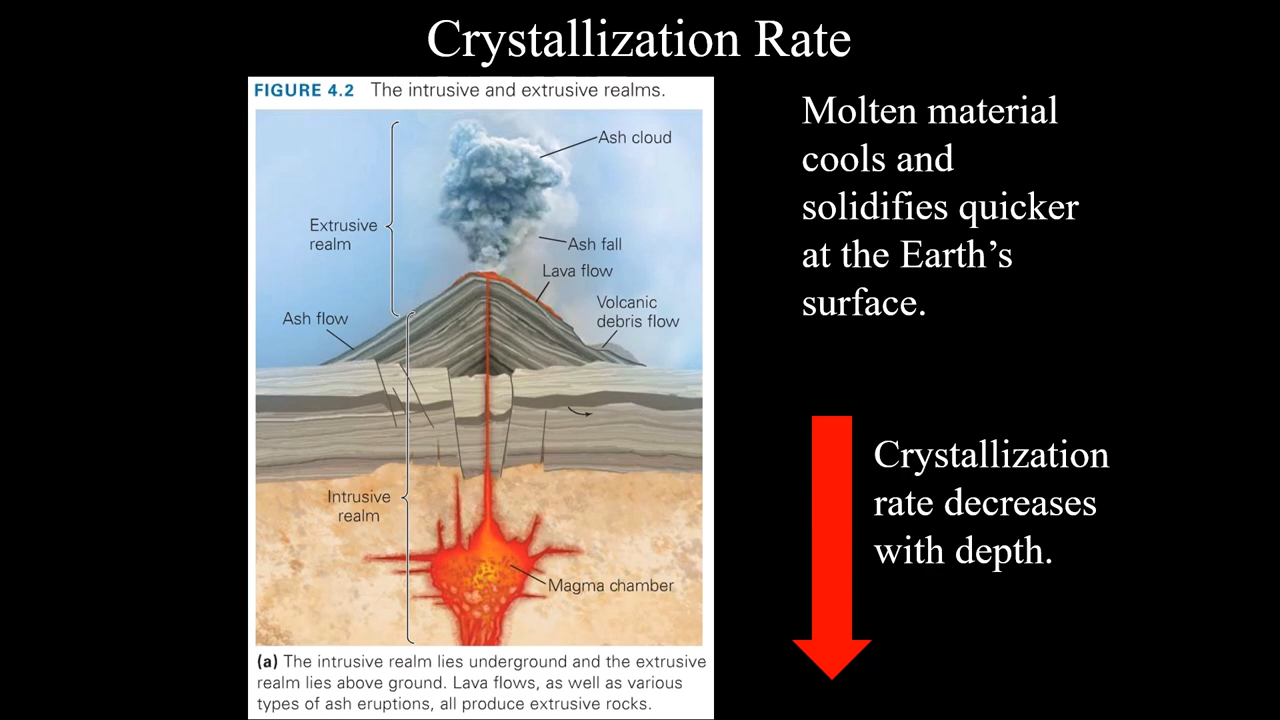 Crystallization Rate
FIGURE 4.2 The intrusive and extrusive realms.
Ash cloud
Extrusive
realm
Ash fall
Lava flow
Volcanic
debris flow
Ash flow
Intrusive
realm
Magma chamber
(a) The intrusive realm lies underground and the extrusive
realm lies above ground. Lava flows, as well as various
types of ash eruptions, all produce extrusive rocks.
Molten material
cools and
solidifies quicker
at the Earth’s
surface.
Crystallization
rate decreases
with depth.